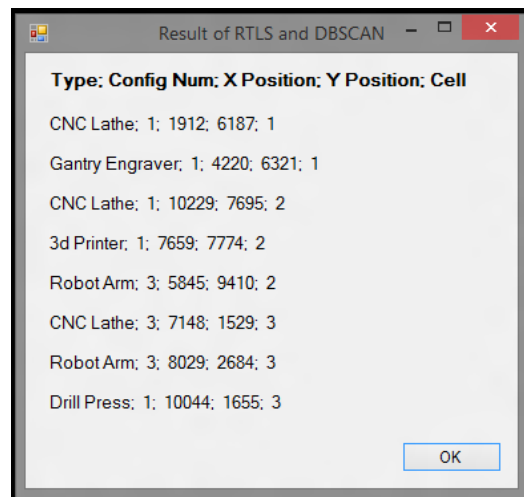 Result of RTLS and DBSCAN
Type; Config Num; X Position; Y Position; Cell
CNC Lathe; 1; 1912; 6187; 1
Gantry Engraver; 1; 4220; 6321; 1
CNC Lathe; 1; 10229; 7695; 2
3d Printer; 1; 7659; 7774; 2
Robot Arm; 3; 5845; 9410; 2
CNC Lathe; 3; 7148; 1529; 3
Robot Arm; 3; 8029; 2684; 3
Drill Press; 1; 10044; 1655; 3
OK